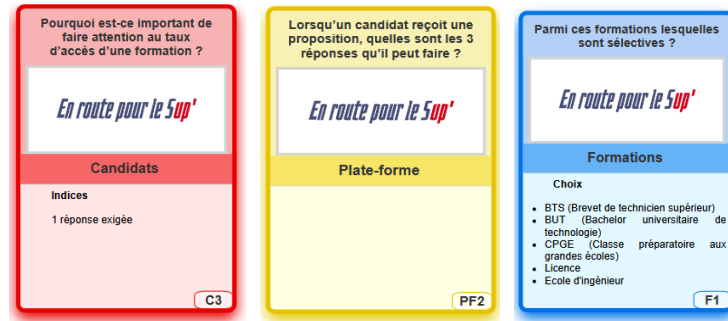 Pourquoi est-ce important de
faire attention au taux
d'accès d'une formation ?
En route pour le Sup'
Candidats
Indices
1 réponse exigée
C3
Lorsqu'un candidat reçoit une
proposition, quelles sont les 3
réponses qu'il peut faire ?
En route pour le Sup'
Plate-forme
PF2
Parmi ces formations lesquelles
sont sélectives ?
En route pour le Sup'
Formations
Choix
• BTS (Brevet de technicien supérieur)
• BUT (Bachelor universitaire de
technologie)
• CPGE (Classe préparatoire aux
grandes écoles)
• Licence
• Ecole d'ingénieur
F1